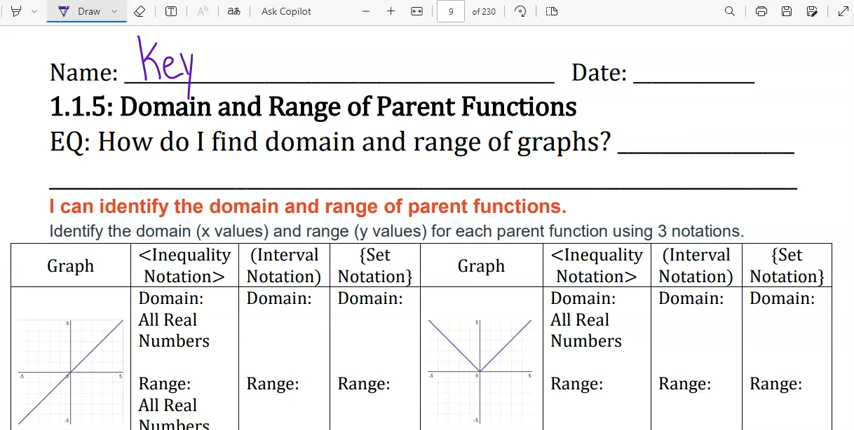 Draw
aあ
Ask Copilot
9
of 230
Name: Key Date:
1.1.5: Domain and Range of Parent Functions
EQ: How do I find domain and range of graphs?
I can identify the domain and range of parent functions.
Identify the domain (x values) and range (y values) for each parent function using 3 notations.
Graph
<Inequality
Notation>
(Interval
Notation)
{Set
Notation}
Graph
<Inequality
Notation>
(Interval
Notation)
{Set
Notation}
Domain:
All Real
Numbers
Range:
All Real
Numbers
Domain:
Range:
Domain:
Range:
Domain:
All Real
Numbers
Range:
Domain:
Range:
Domain:
Range: